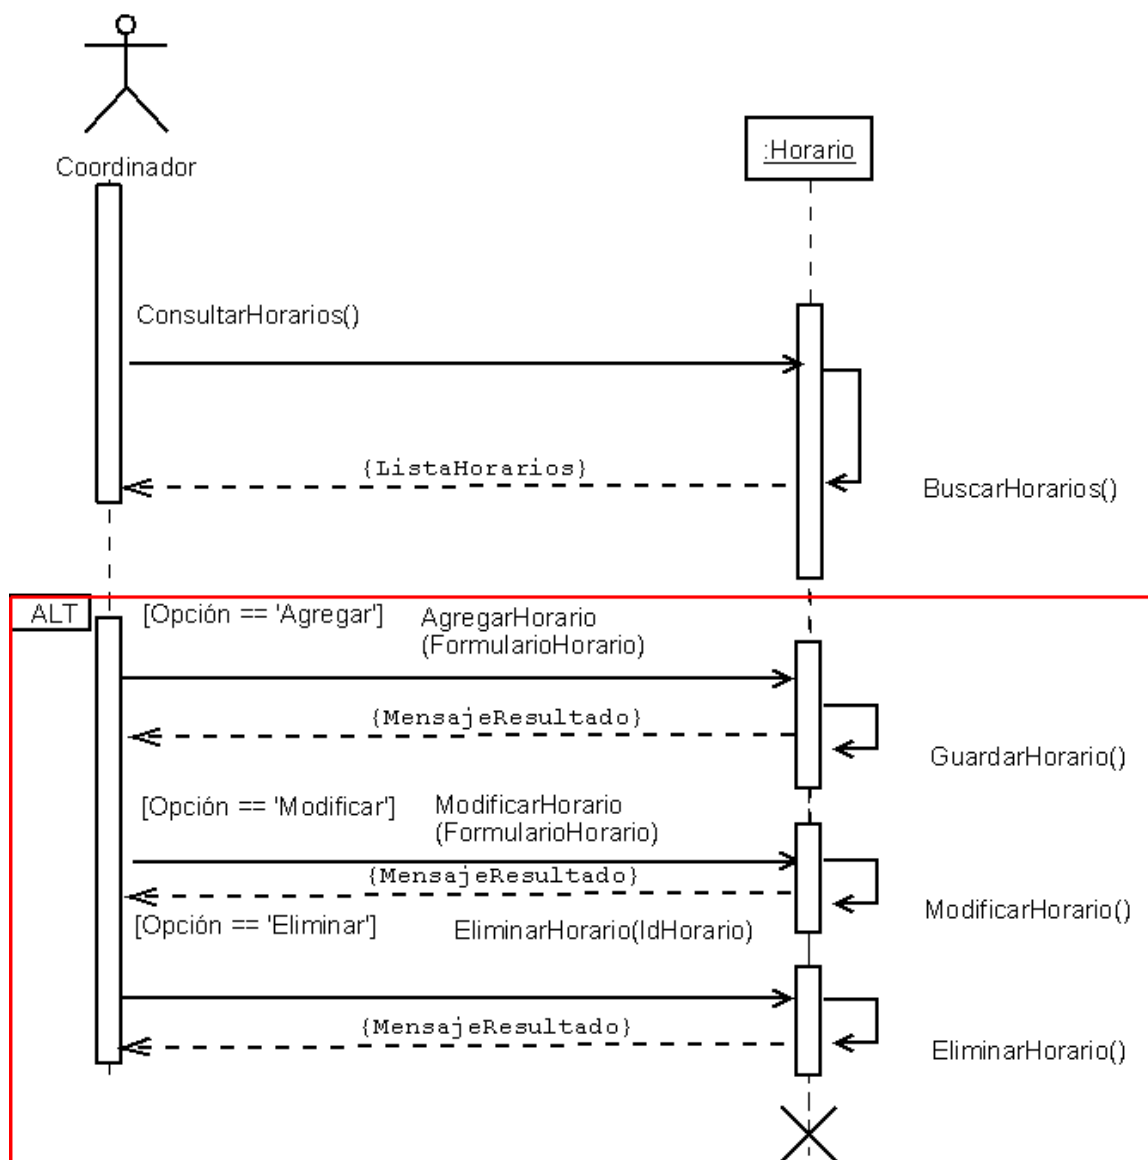 Coordinador
:Horario
ConsultarHorarios()
{ListaHorarios}
BuscarHorarios()
ALT
[Opción == 'Agregar']
AgregarHorario
(FormularioHorario)
{MensajeResultado}
GuardarHorario()
[Opción == 'Modificar']
ModificarHorario
(FormularioHorario)
{MensajeResultado}
ModificarHorario()
[Opción == 'Eliminar']
EliminarHorario(IdHorario)
{MensajeResultado}
EliminarHorario()